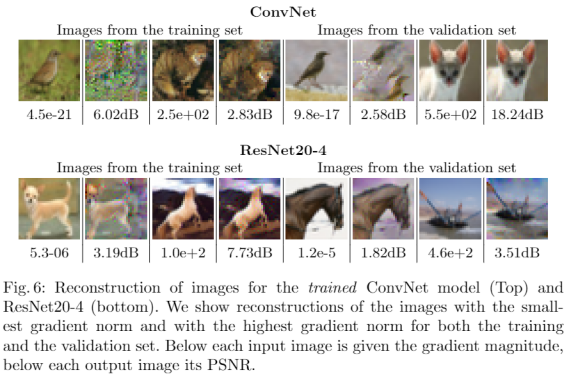 ConvNet
Images from the training set Images from the validation set
4.5e-21 6.02dB 2.5e+02 2.83dB 9.8e-17 2.58dB 5.5e+02 18.24dB
ResNet20-4
Images from the training set Images from the validation set
5.3-06 3.19dB 1.0e+2 7.73dB 1.2e-5 1.82dB 4.6e+2 3.51dB
Fig. 6: Reconstruction of images for the trained ConvNet model (Top) and
ResNet20-4 (bottom). We show reconstructions of the images with the small-
est gradient norm and with the highest gradient norm for both the training
and the validation set. Below each input image is given the gradient magnitude,
below each output image its PSNR.